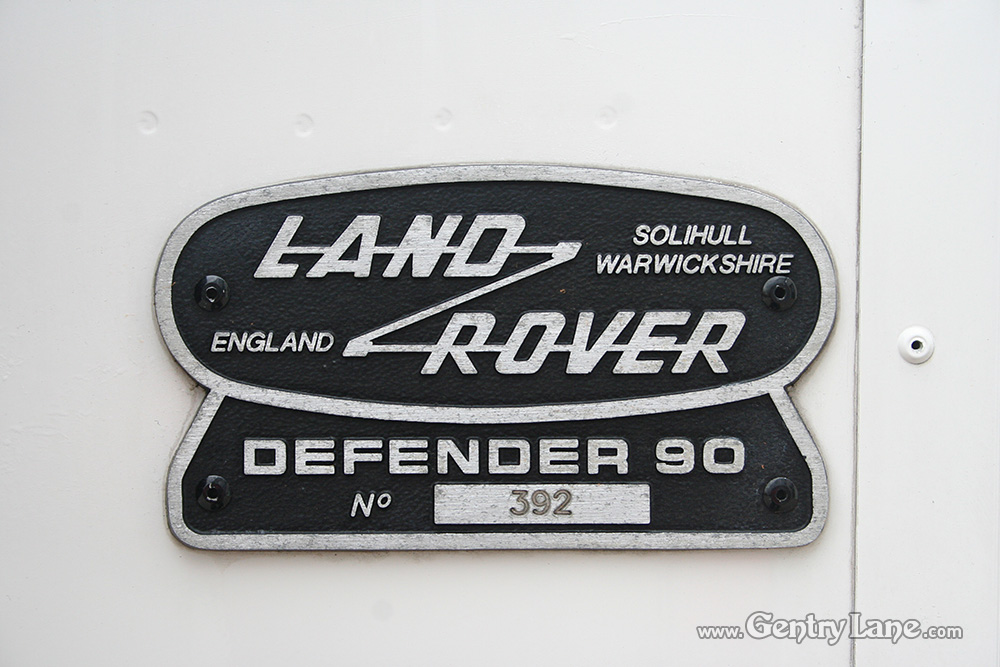 LAND
SOLIHULL
WARWICKSHIRE
ENGLAND
ROVER
DEFENDER 90
Nº 392
www.GentryLane.com